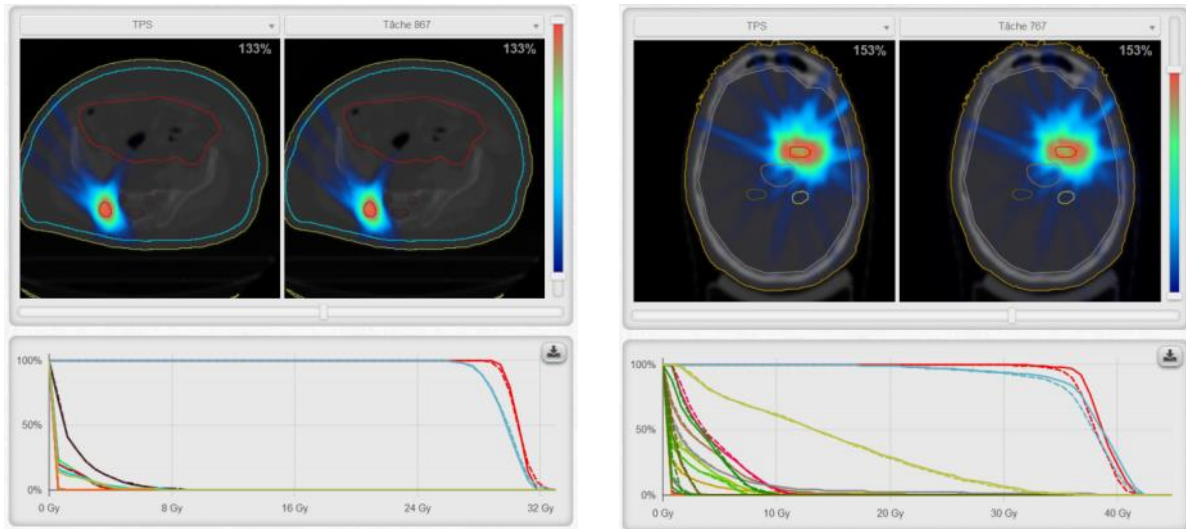 TPS
Tâche 867
133%
133%
100%
50%
0%
0 Gy
8 Gy
16 Gy
24 Gy
32 Gy
TPS
Tâche 767
153%
153%
100%
50%
0%
0 Gy
10 Gy
20 Gy
30 Gy
40 Gy